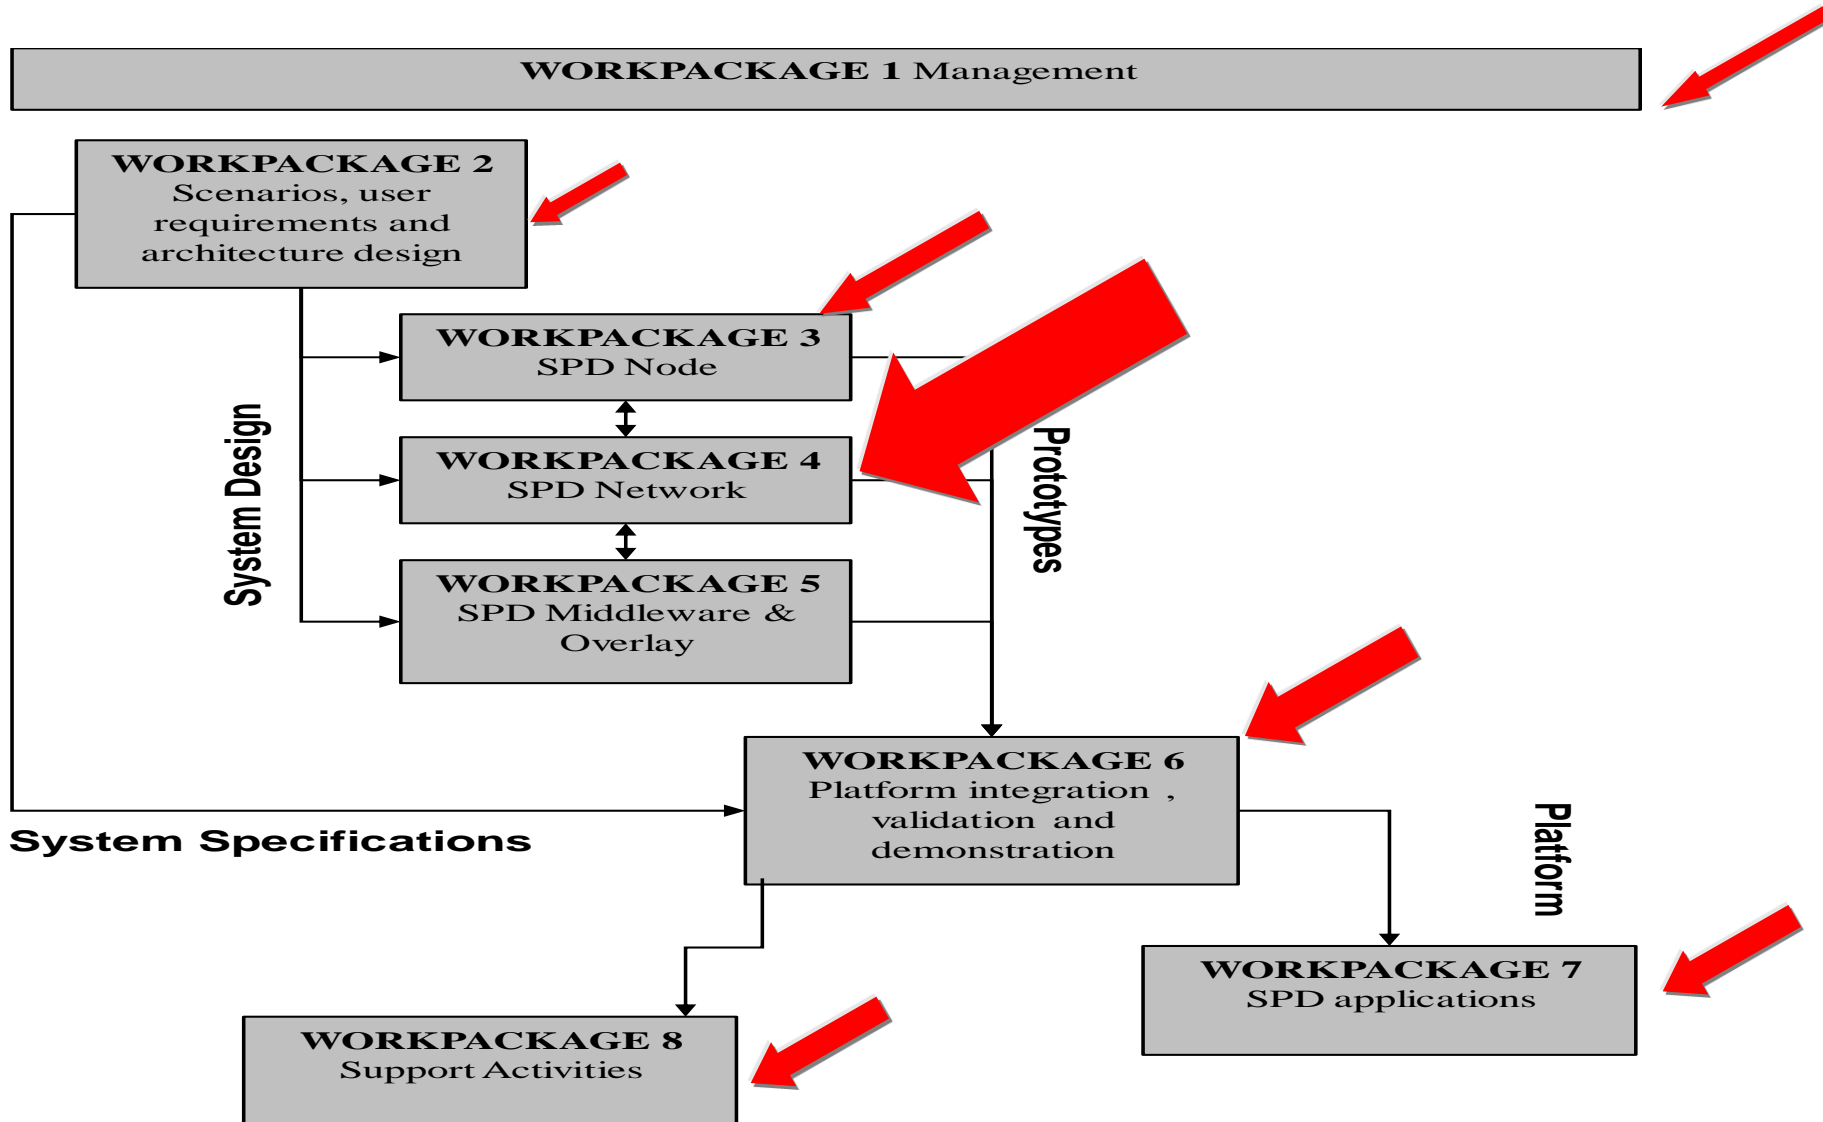 WORKPACKAGE 1 Management
WORKPACKAGE 2
Scenarios, user
requirements and
architecture design
WORKPACKAGE 3
SPD Node
System Design
WORKPACKAGE 4
SPD Network
Prototypes
WORKPACKAGE 5
SPD Middleware &
Overlay
WORKPACKAGE 6
Platform integration ,
validation and
demonstration
System Specifications
Platform
WORKPACKAGE 7
SPD applications
WORKPACKAGE 8
Support Activities